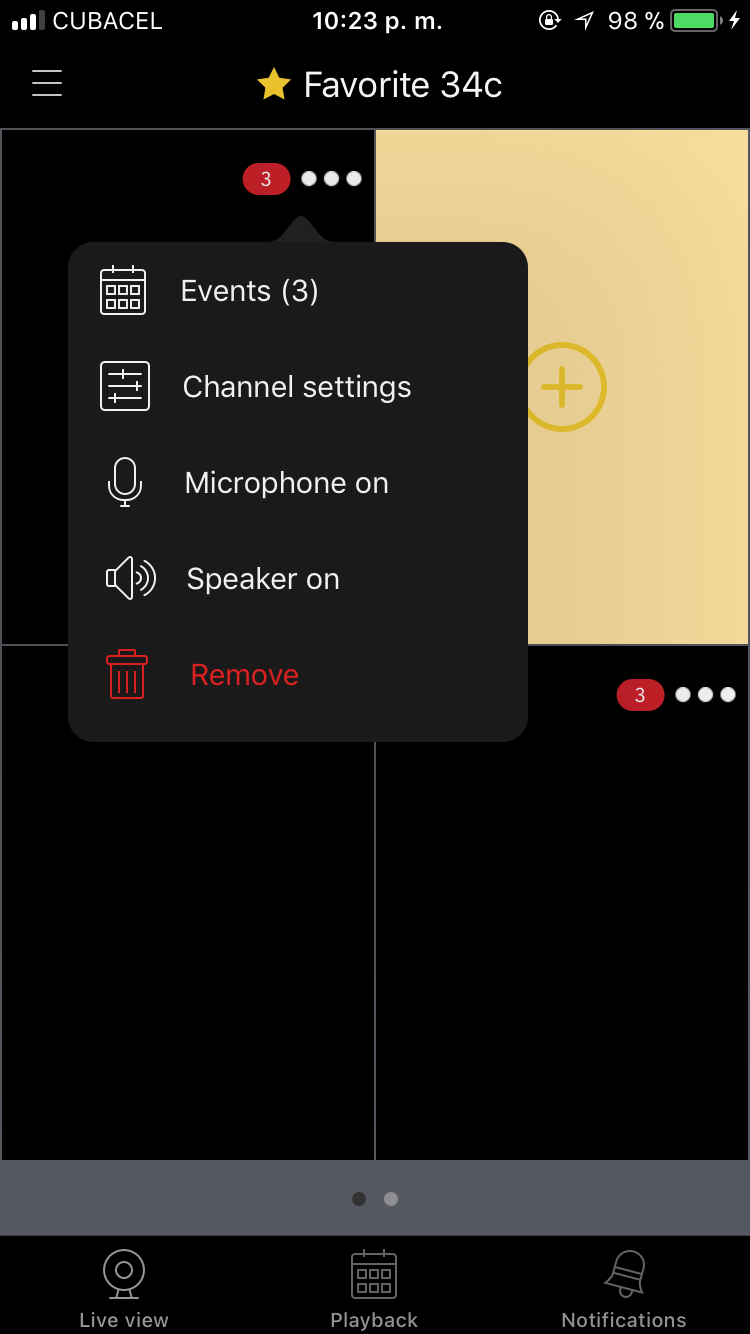 CUBACEL 10:23 p. m. 98 %
Favorite 34c
3
Events (3)
Channel settings
Microphone on
Speaker on
Remove
3
Live view Playback Notifications